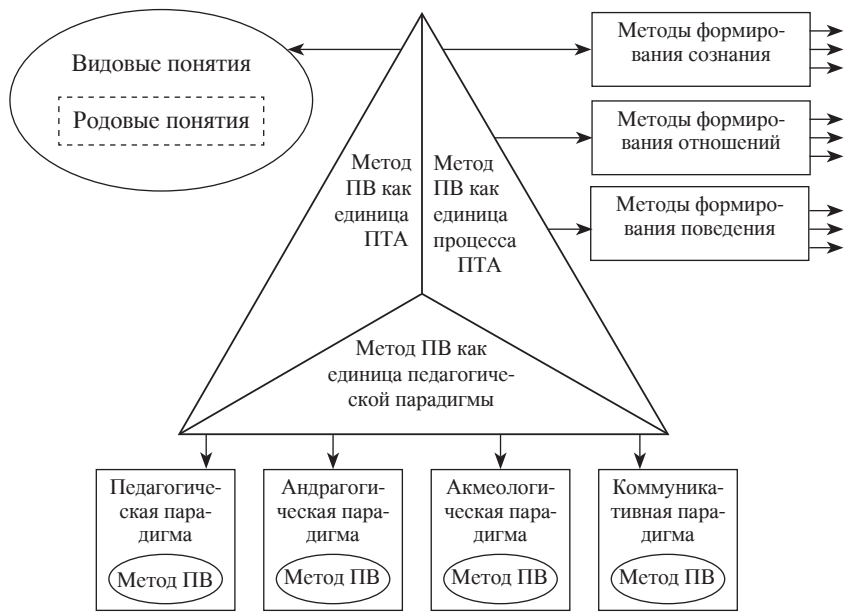 Видовые понятия
Родовые понятия
Методы формиро-
вания сознания
Методы формиро-
вания отношений
Методы формиро-
вания поведения
Метод
ПВ как
единица
ПТА
Метод
ПВ как
единица
процесса
ПТА
Метод ПВ как
единица педагогиче-
ской парадигмы
Педагогиче-
ская пара-
дигма
Метод ПВ
Андрагоги-
ческая пара-
дигма
Метод ПВ
Акмеологи-
ческая пара-
дигма
Метод ПВ
Коммуника-
тивная пара-
дигма
Метод ПВ